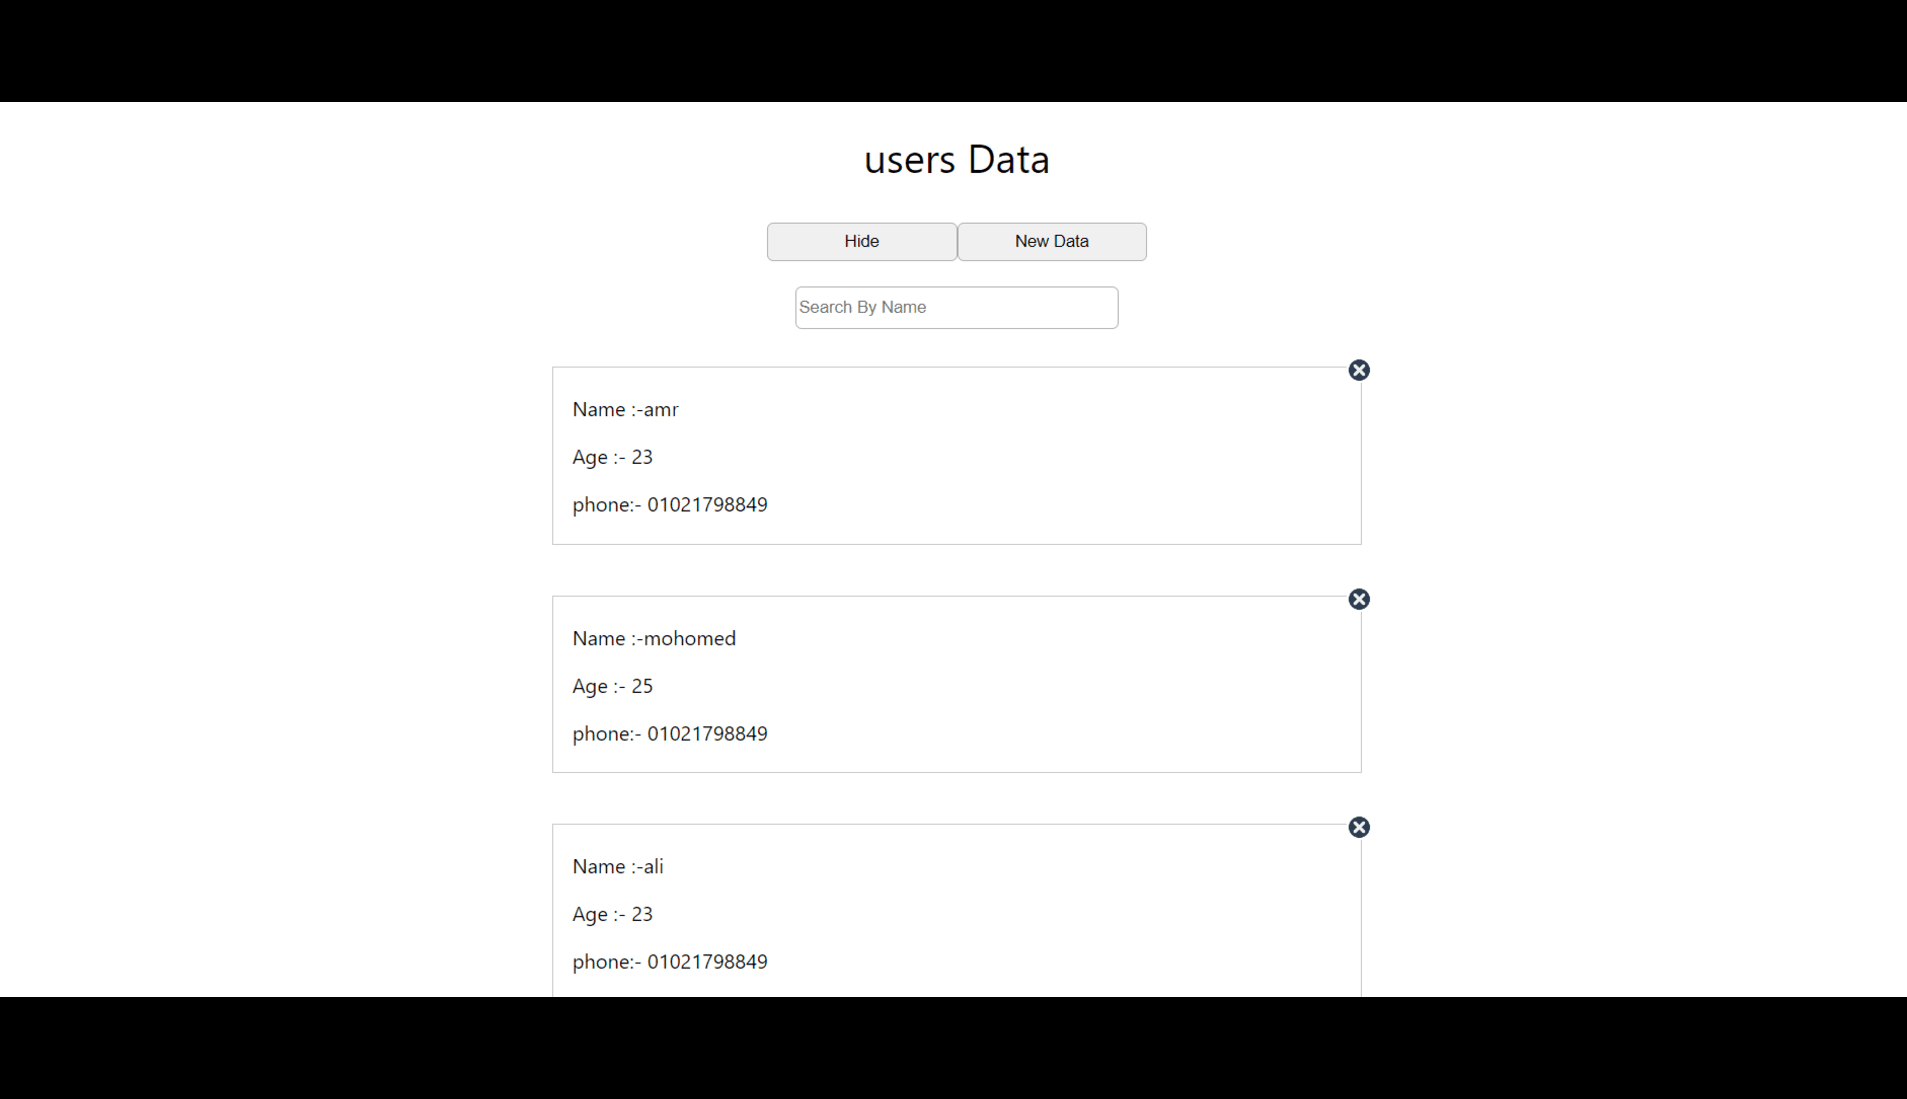 users Data
Hide New Data
Search By Name
Name :-amr
Age :- 23
phone:- 01021798849
Name :-mohomed
Age :- 25
phone:- 01021798849
Name :-ali
Age :- 23
phone:- 01021798849